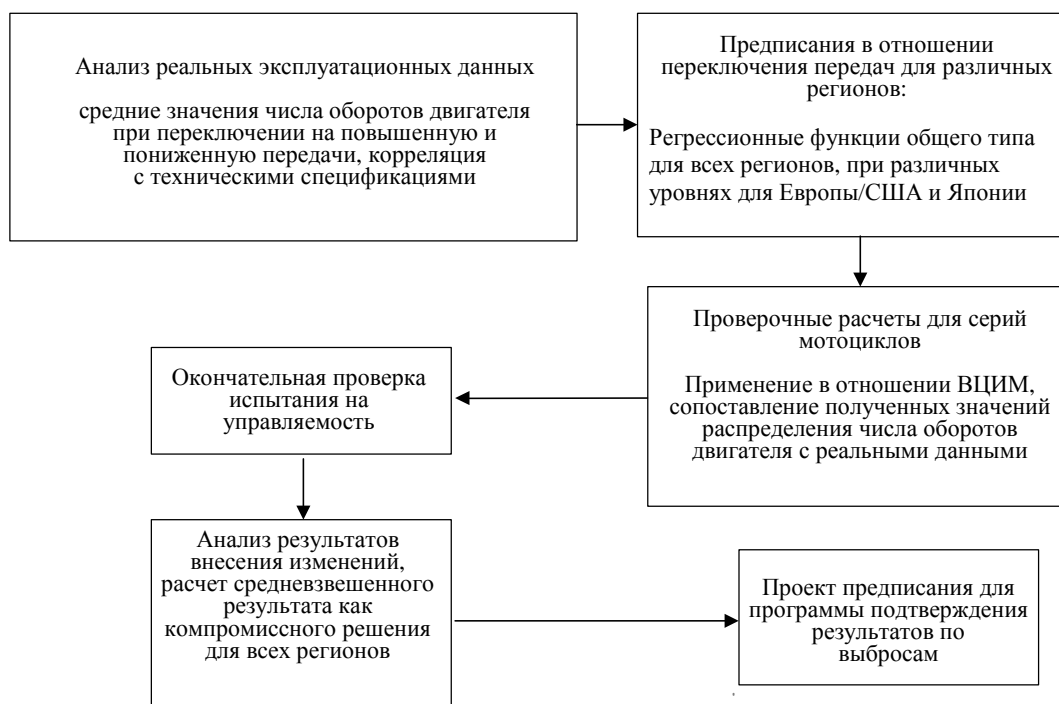 Анализ реальных эксплуатационных данных
средние значения числа оборотов двигателя
при переключении на повышенную и
пониженную передачи, корреляция
с техническими спецификациями
Предписания в отношении
переключения передач для различных
регионов:
Регрессионные функции общего типа
для всех регионов, при различных
уровнях для Европы/США и Японии
Проверочные расчеты для серий
мотоциклов
Применение в отношении ВЦИМ,
сопоставление полученных значений
распределения числа оборотов
двигателя с реальными данными
Окончательная проверка
испытания на
управляемость
Анализ результатов
внесения изменений,
расчет средневзвешенного
результата как
компромиссного решения
для всех регионов
Проект предписания для
программы подтверждения
результатов по
выбросам